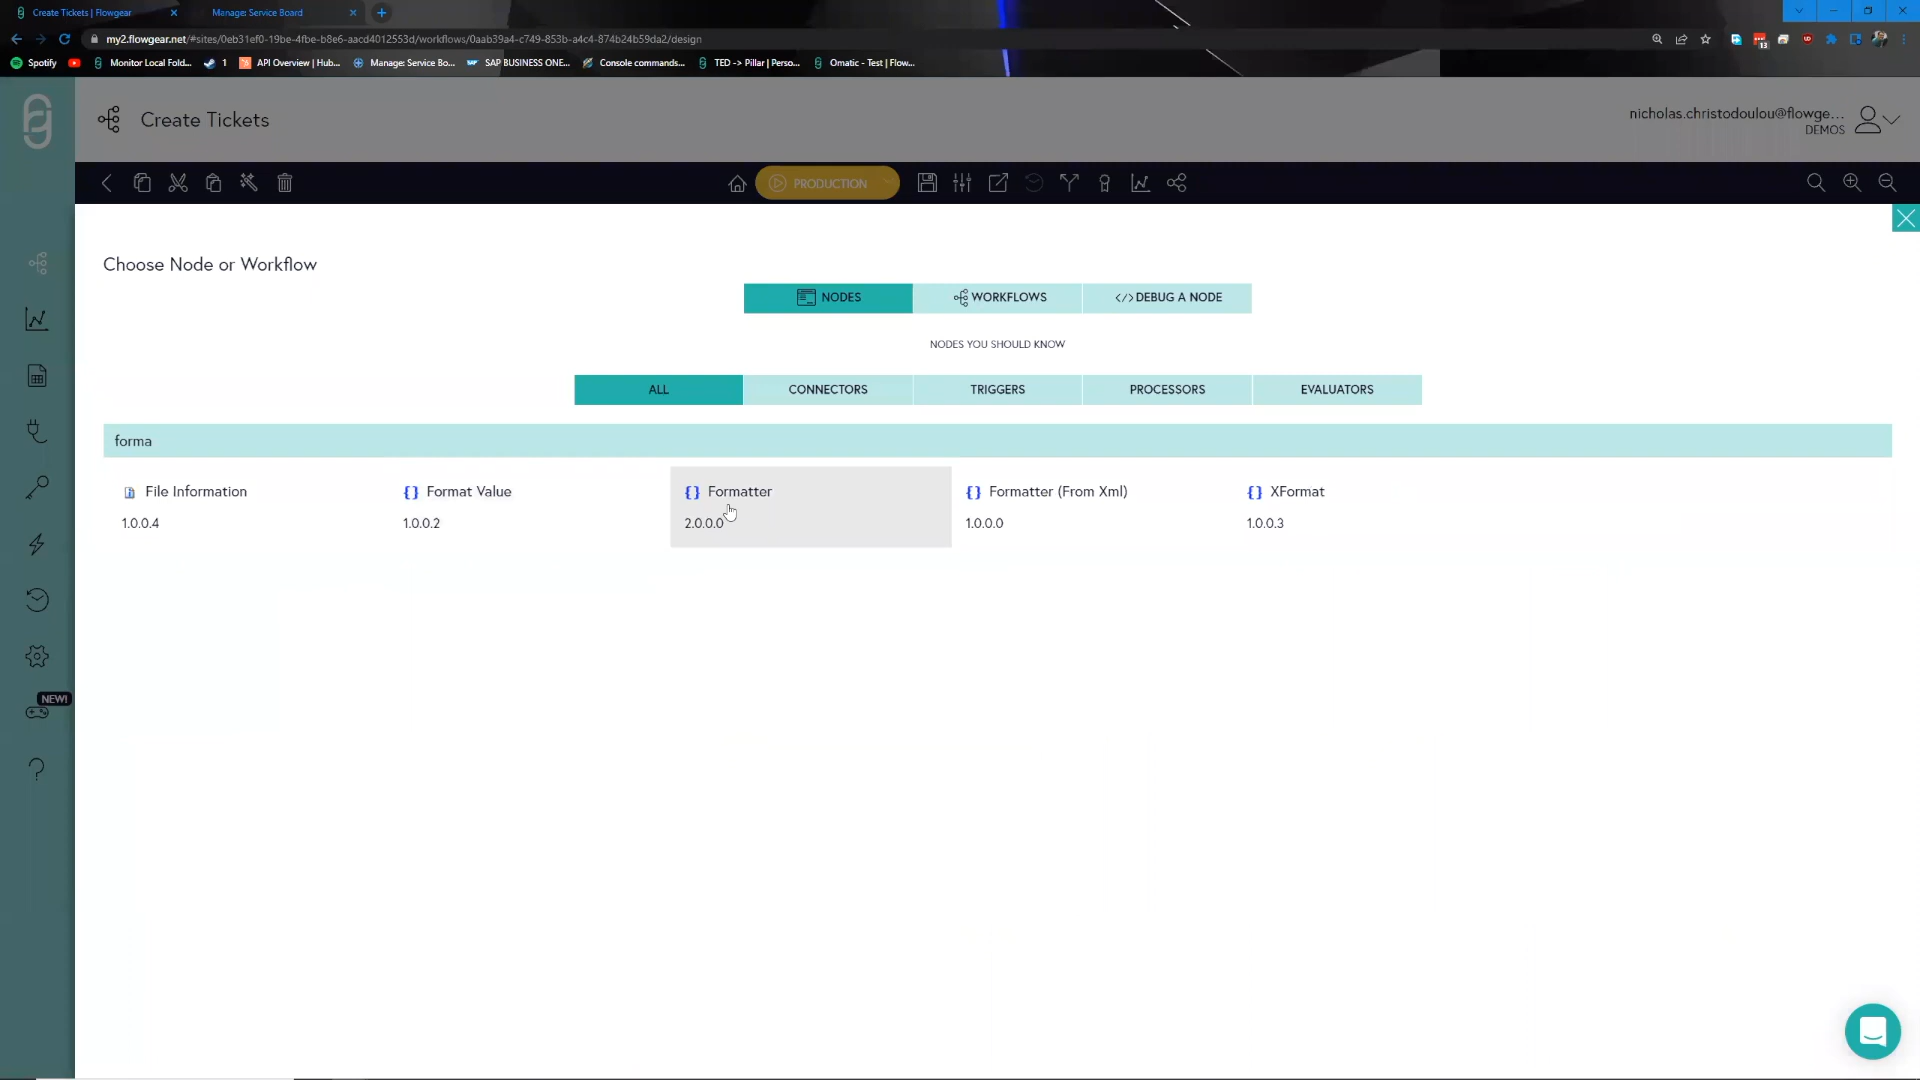 Create Tickets | Flowgear
Manage: Service Board
my2.flowgear.net/#sites/0eb31ef0-19be-4fbe-b8e6-aacd4012553d/workflows/0aab39a4-c749-853b-a4c4-874b24b59da2/design
13
Spotify
Monitor Local Fold...
1
API Overview | Hub...
Manage: Service Bo...
SAP BUSINESS ONE...
Console commands...
TED -> Pillar | Perso...
Omatic - Test | Flow...
Create Tickets
nicholas.christodoulou@flowge...
DEMOS
PRODUCTION
Choose Node or Workflow
NODES
WORKFLOWS
</> DEBUG A NODE
NODES YOU SHOULD KNOW
ALL
CONNECTORS
TRIGGERS
PROCESSORS
EVALUATORS
forma
File Information
{} Format Value
{} Formatter
{} Formatter (From Xml)
{} XFormat
1.0.0.4
1.0.0.2
2.0.0.0
1.0.0.0
1.0.0.3
NEW!